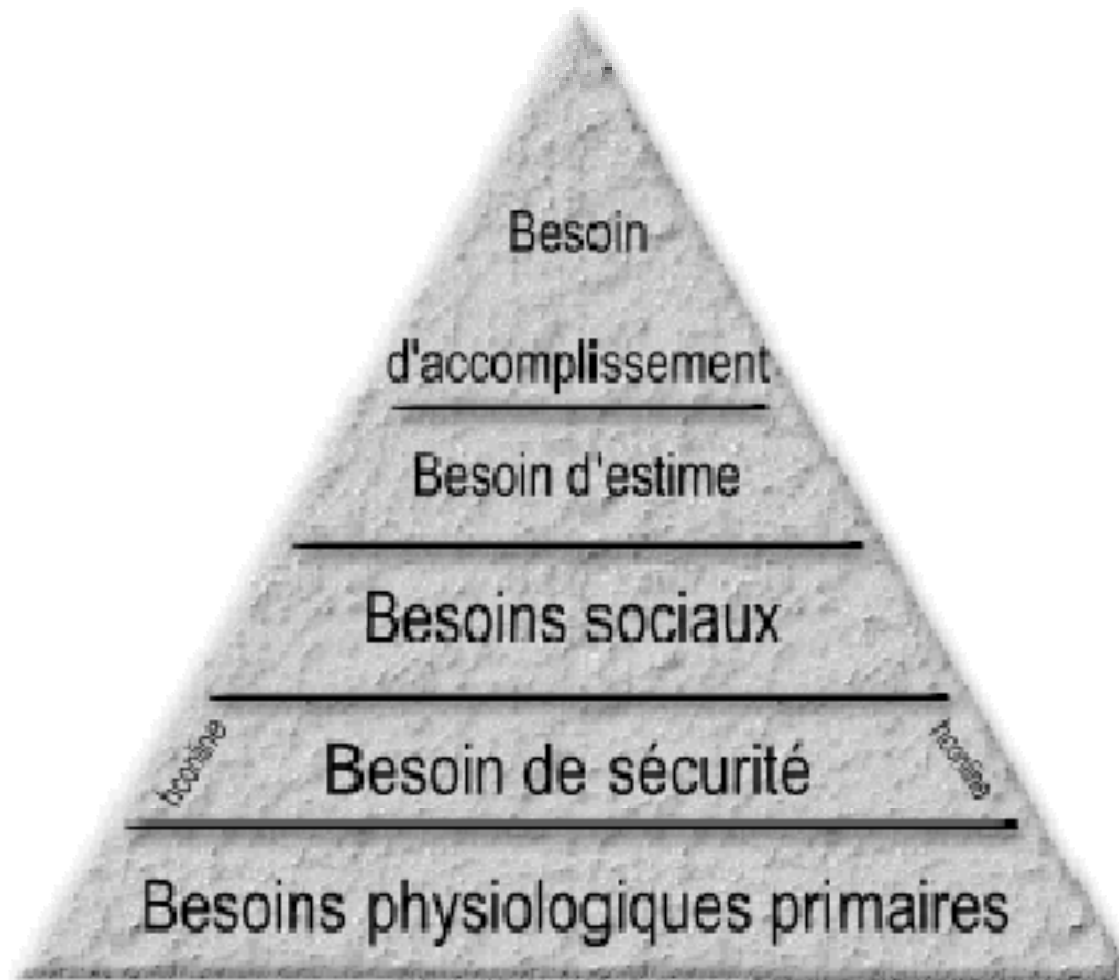 Besoin
d'accomplissement
Besoin d'estime
Besoins sociaux
Besoin de sécurité
Besoins physiologiques primaires